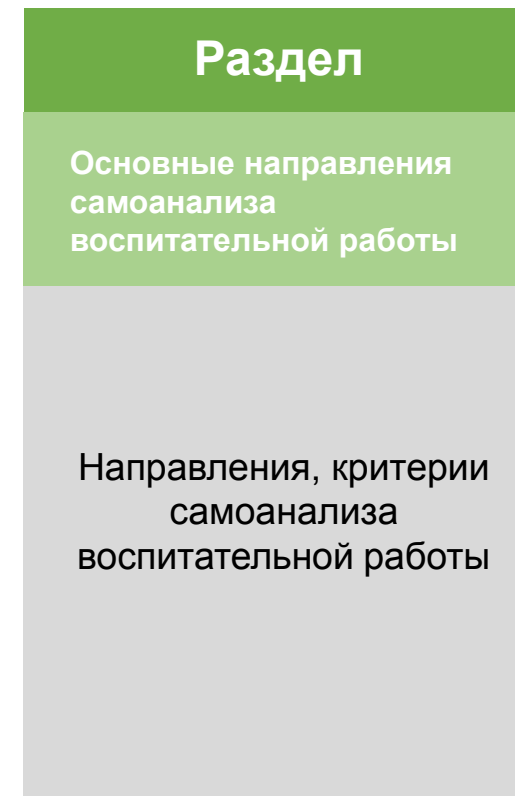 Раздел
Основные направления
самоанализа
воспитательной работы
Направления, критерии
самоанализа
воспитательной работы